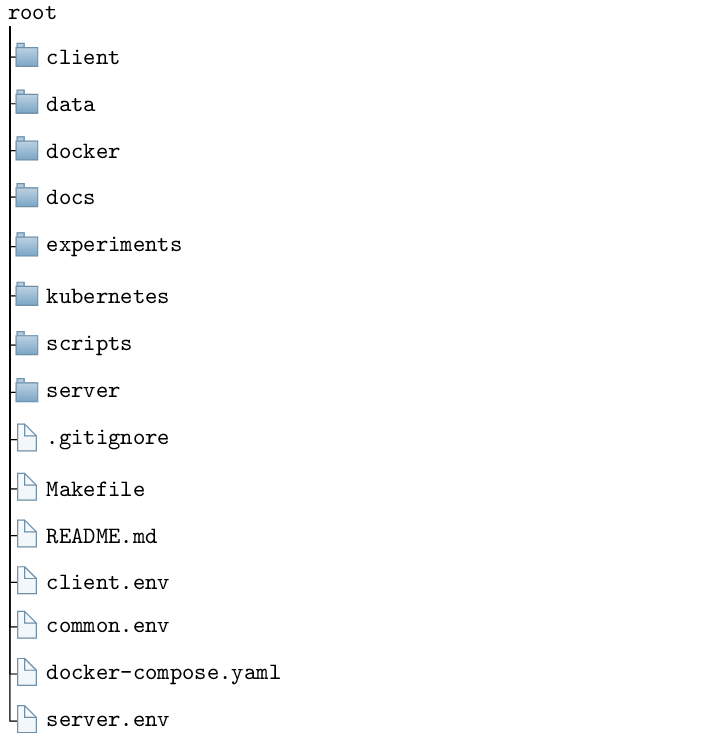 root
client
data
docker
docs
experiments
kubernetes
scripts
server
.gitignore
Makefile
README.md
client.env
common.env
docker-compose.yaml
server.env